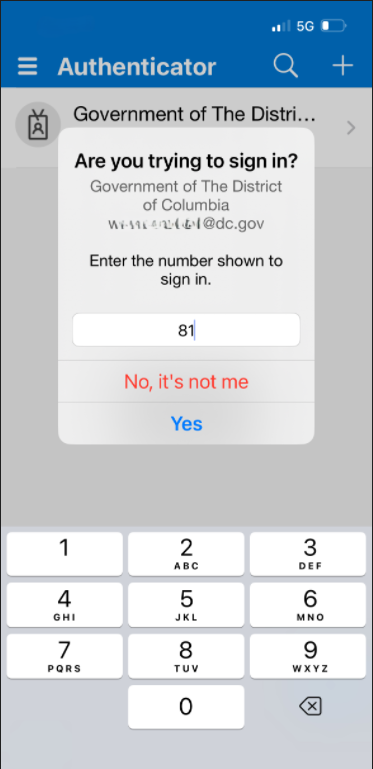 5G
Authenticator
Government of The Distri...
Are you trying to sign in?
Government of The District
of Columbia
@dc.gov
Enter the number shown to
sign in.
81
No, it's not me
Yes
1
2
ABC
3
DEF
4
GHI
5
JKL
6
MNO
7
PQRS
8
TUV
9
WXYZ
0